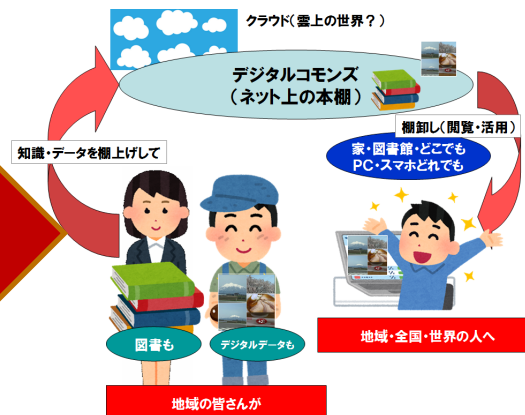 クラウド（雲上の世界？）
デジタルコモンズ
（ネット上の本棚）
棚卸し（閲覧・活用）
知識・データを棚上げして
家・図書館・どこでも
PC・スマホどれでも
図書も
デジタルデータも
地域・全国・世界の人へ
地域の皆さんが